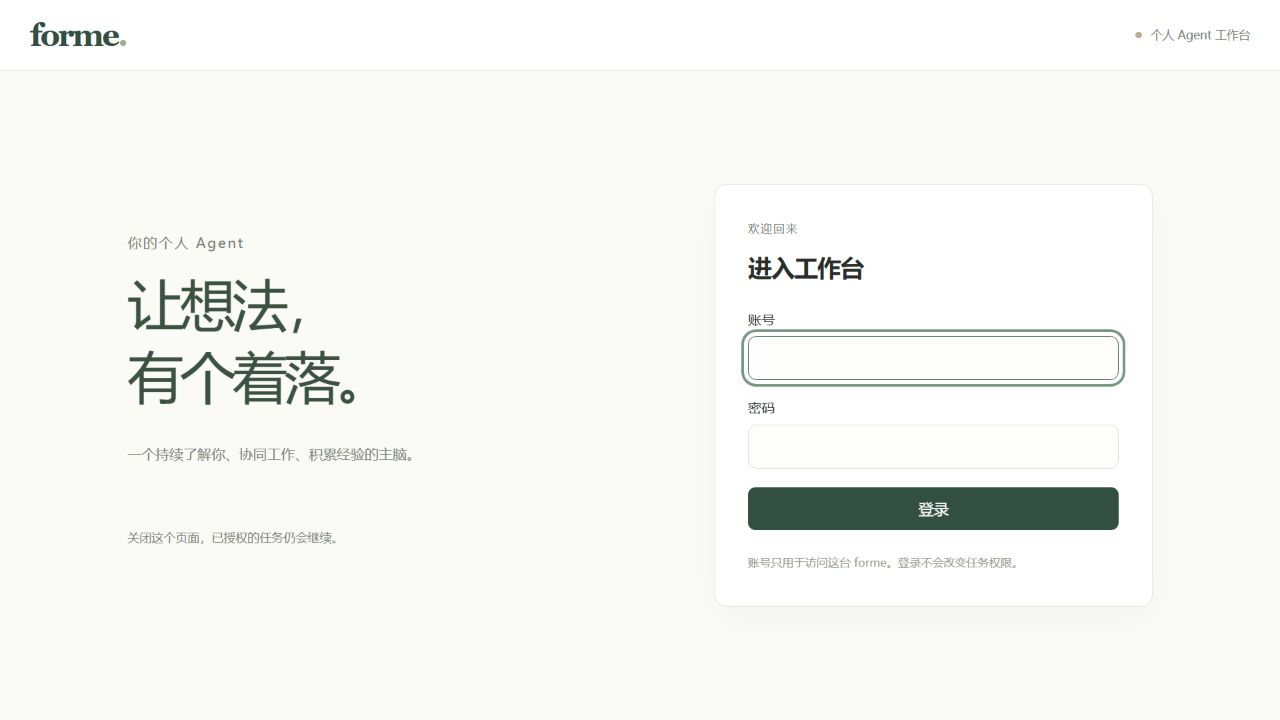 forme.
个人 Agent 工作台
你的个人 Agent
让想法，
有个着落。
一个持续了解你、协同工作、积累经验的主脑。
关闭这个页面，已授权的任务仍会继续。
欢迎回来
进入工作台
账号
密码
登录
账号只用于访问这台 forme。登录不会改变任务权限。